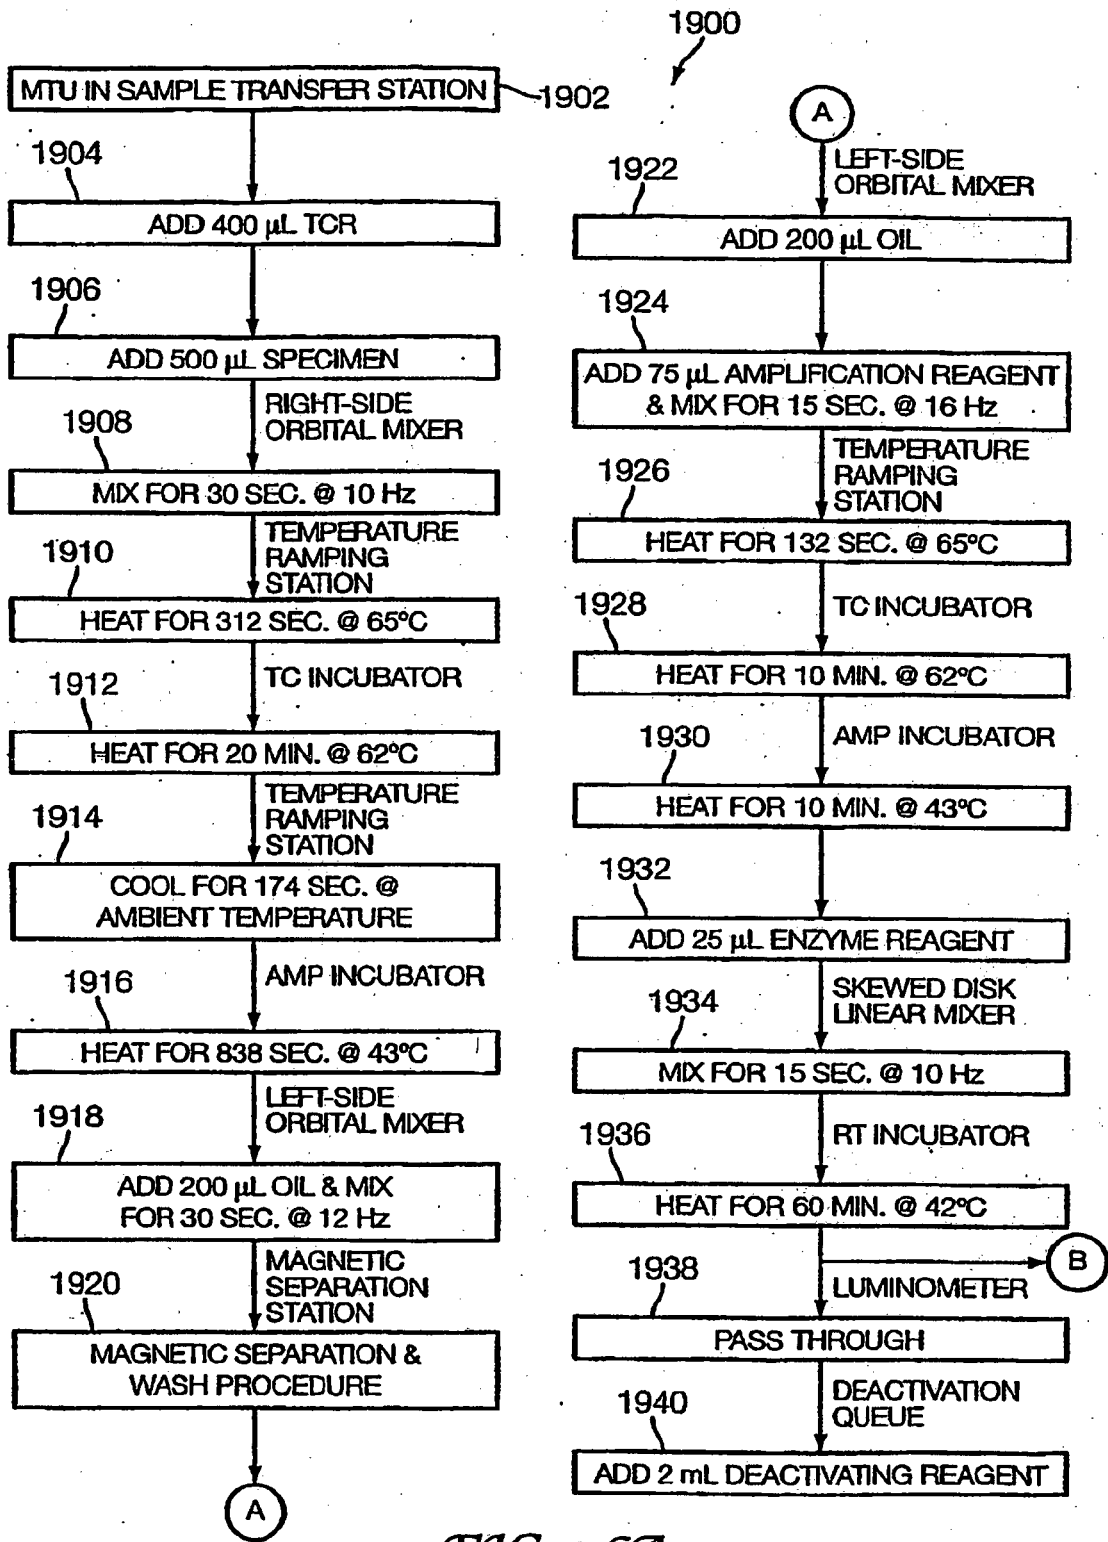 1900
MTU IN SAMPLE TRANSFER STATION
1902
1904
ADD 400 µL TCR
1906
ADD 500 µL SPECIMEN
RIGHT-SIDE
ORBITAL MIXER
1908
MIX FOR 30 SEC. @ 10 Hz
TEMPERATURE
RAMPING
STATION
1910
HEAT FOR 312 SEC. @ 65°C
TC INCUBATOR
1912
HEAT FOR 20 MIN. @ 62°C
TEMPERATURE
RAMPING
STATION
1914
COOL FOR 174 SEC. @
AMBIENT TEMPERATURE
AMP INCUBATOR
1916
HEAT FOR 838 SEC. @ 43°C
LEFT-SIDE
ORBITAL MIXER
1918
ADD 200 µL OIL & MIX
FOR 30 SEC. @ 12 Hz
MAGNETIC
SEPARATION
STATION
1920
MAGNETIC SEPARATION &
WASH PROCEDURE
A
A
LEFT-SIDE
ORBITAL MIXER
1922
ADD 200 µL OIL
1924
ADD 75 µL AMPLIFICATION REAGENT
& MIX FOR 15 SEC. @ 16 Hz
TEMPERATURE
RAMPING
STATION
1926
HEAT FOR 132 SEC. @ 65°C
TC INCUBATOR
1928
HEAT FOR 10 MIN. @ 62°C
AMP INCUBATOR
1930
HEAT FOR 10 MIN. @ 43°C
1932
ADD 25 µL ENZYME REAGENT
SKEWED DISK
LINEAR MIXER
1934
MIX FOR 15 SEC. @ 10 Hz
RT INCUBATOR
1936
HEAT FOR 60 MIN. @ 42°C
B
LUMINOMETER
1938
PASS THROUGH
DEACTIVATION
QUEUE
1940
ADD 2 mL DEACTIVATING REAGENT